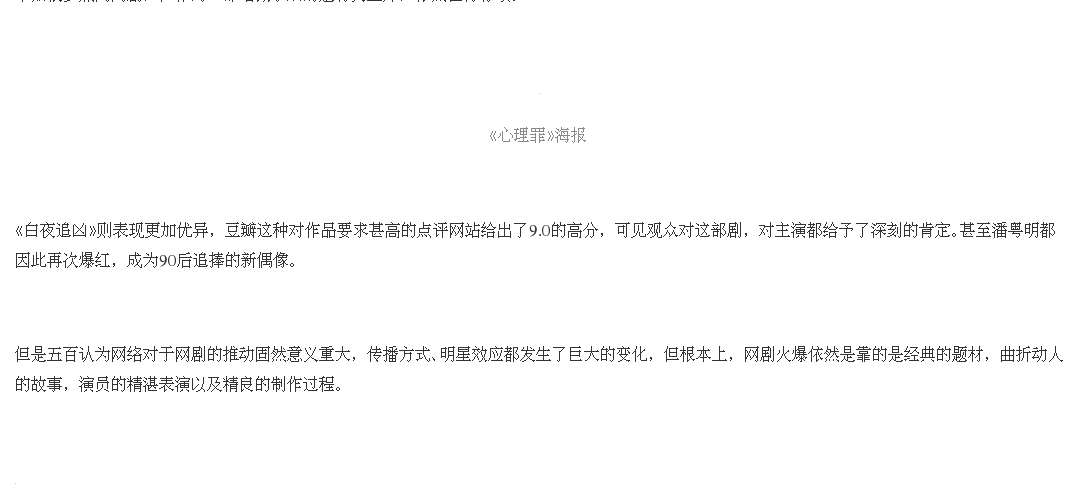 《心理罪》海报
《白夜追凶》则表现更加优异，豆瓣这种对作品要求甚高的点评网站给出了9.0的高分，可见观众对这部剧，对主演都给予了深刻的肯定。甚至潘粤明都
因此再次爆红，成为90后追捧的新偶像。
但是五百认为网络对于网剧的推动固然意义重大，传播方式、明星效应都发生了巨大的变化，但根本上，网剧火爆依然是靠的是经典的题材，曲折动人
的故事，演员的精湛表演以及精良的制作过程。